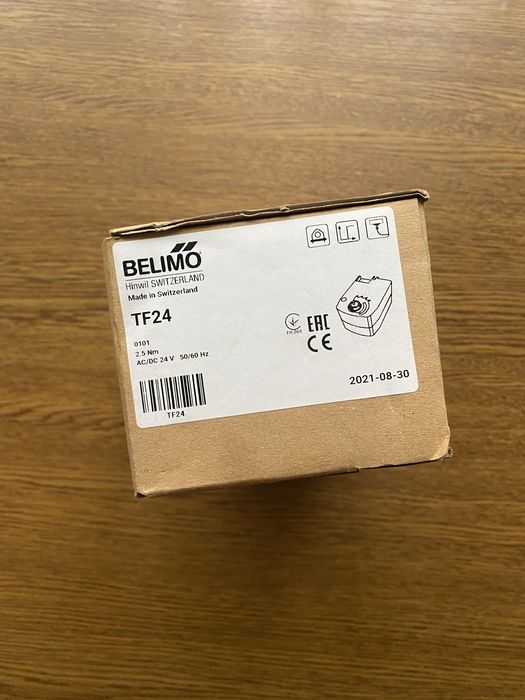 BELIMO
Hinwil SWITZERLAND
Made in Switzerland
TF24
0101
2.5 Nm
AC/DC 24 V 50/60 Hz
TF24
EAC
CE
2021-08-30